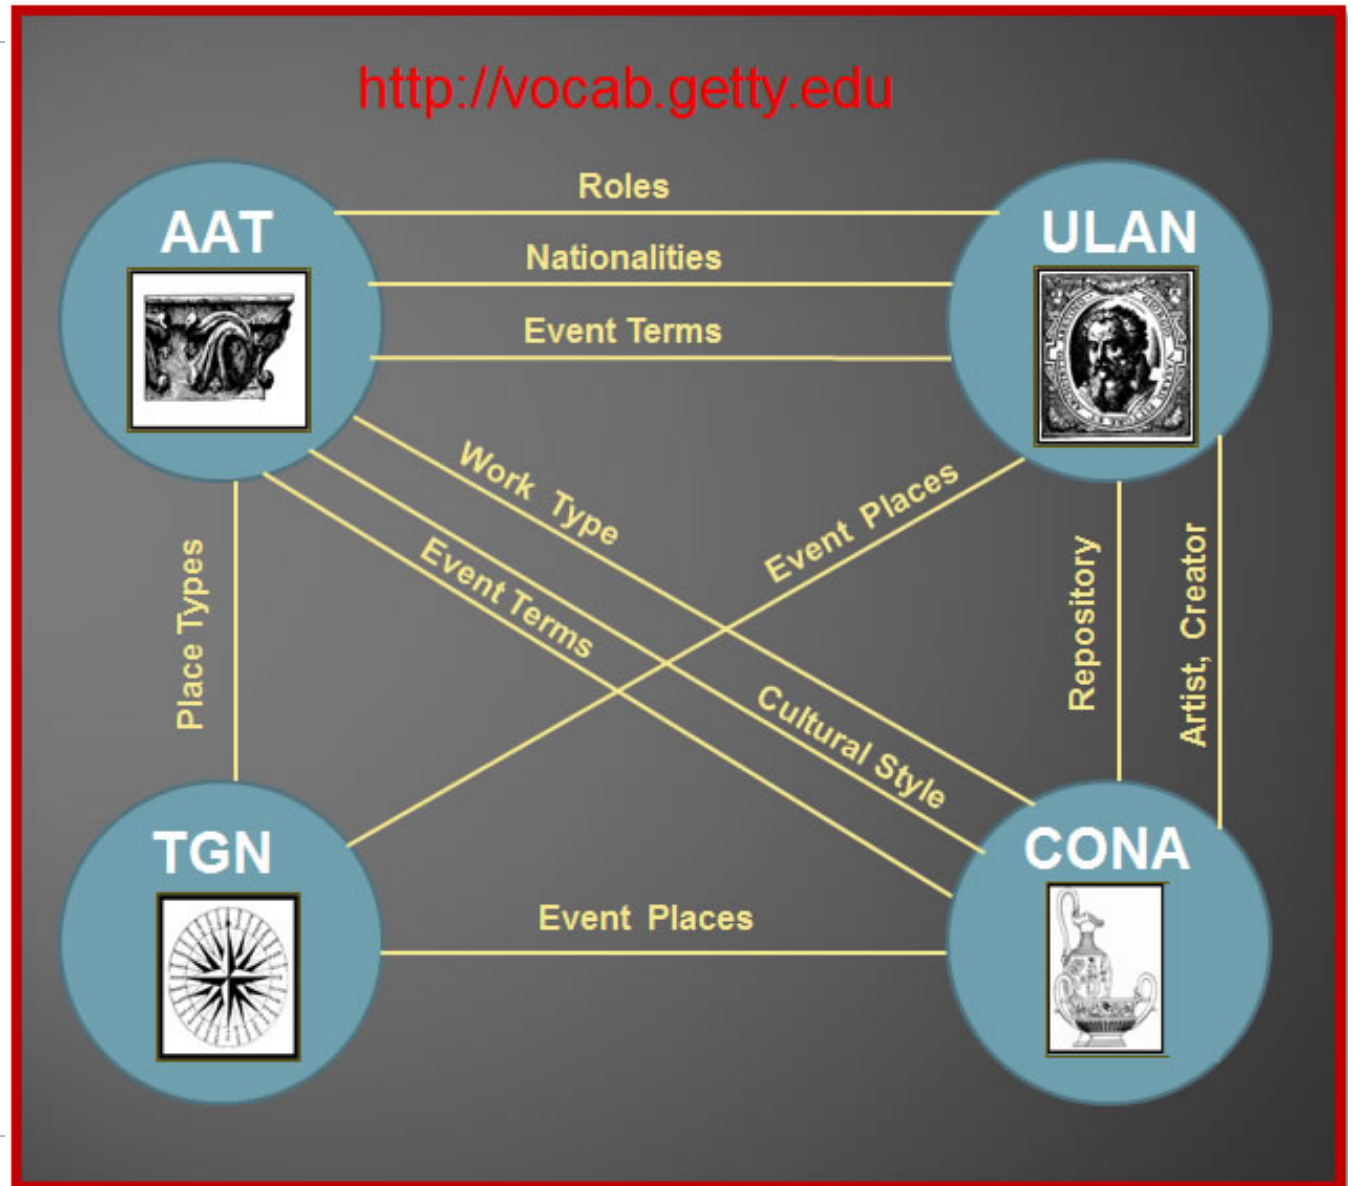 http://vocab.getty.edu
Roles
AAT
ULAN
Nationalities
Event Terms
Work Type
Event Places
Event Terms
Place Types
Repository
Artist, Creator
Cultural Style
TGN
CONA
Event Places